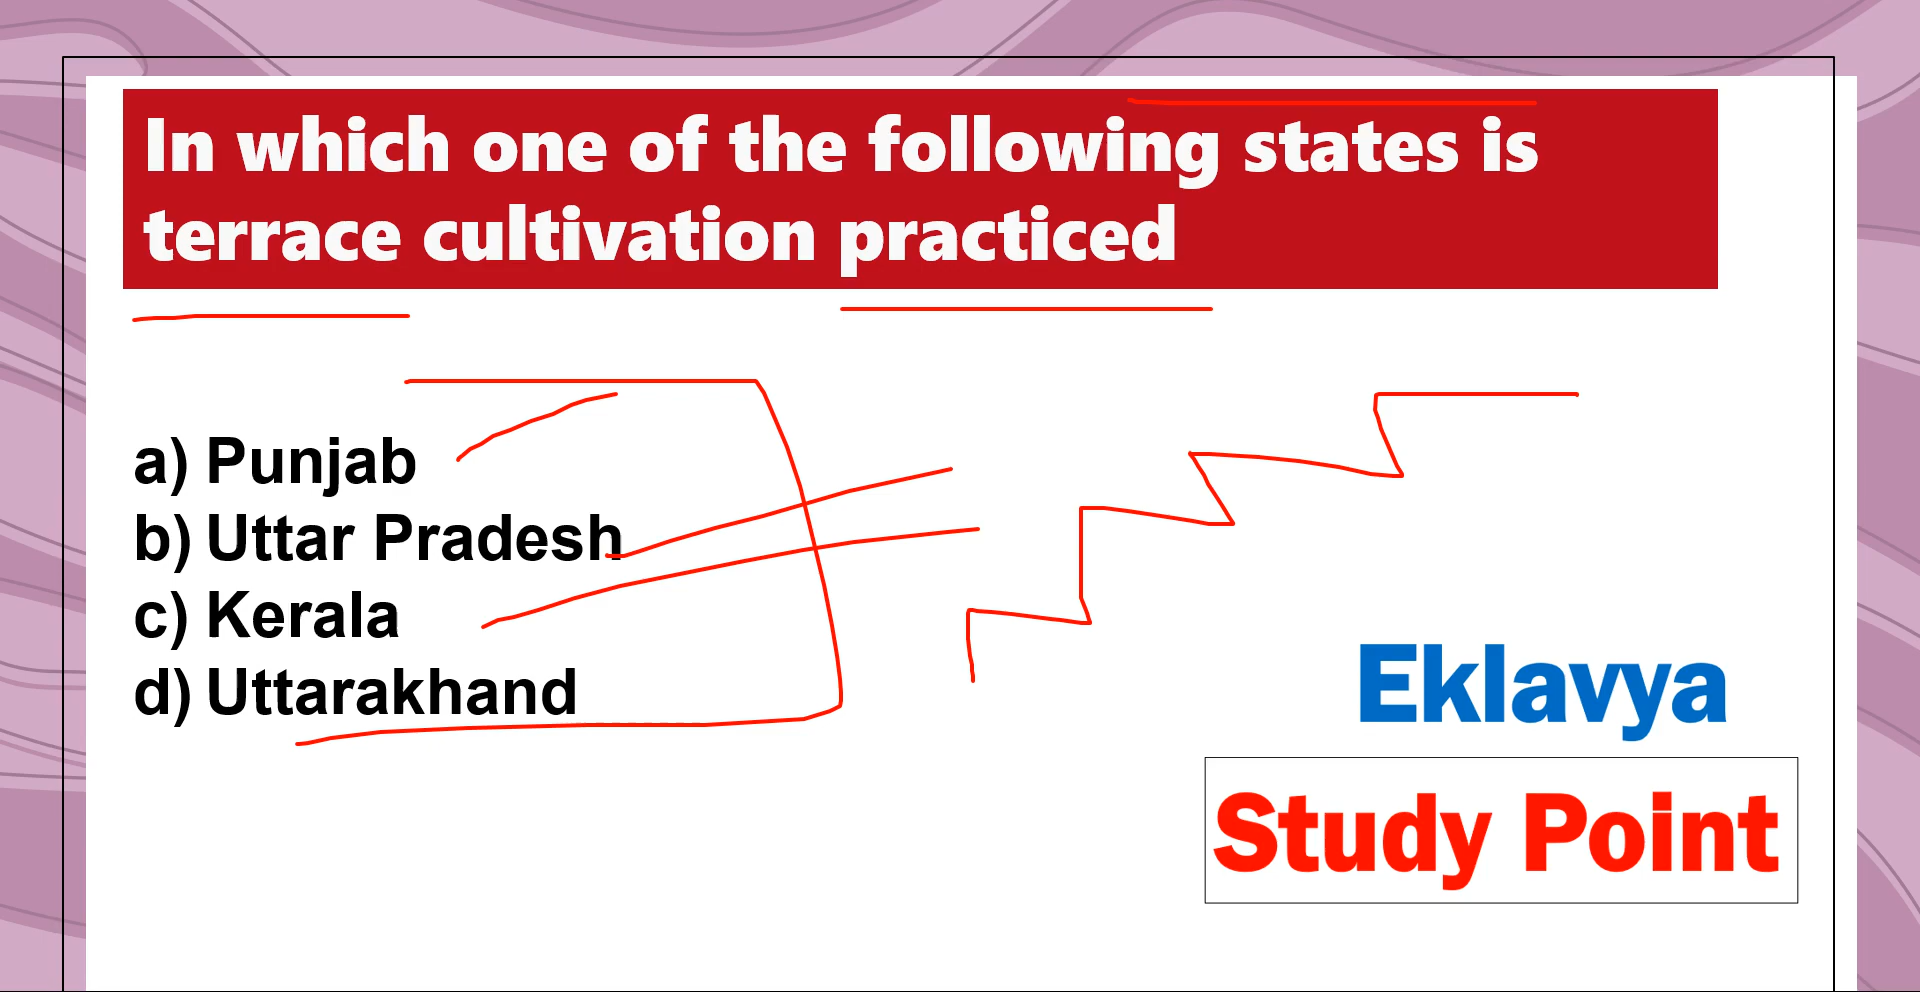 In which one of the following states is
terrace cultivation practiced
a) Punjab
b) Uttar Pradesh
c) Kerala
d) Uttarakhand
Eklavya
Study Point